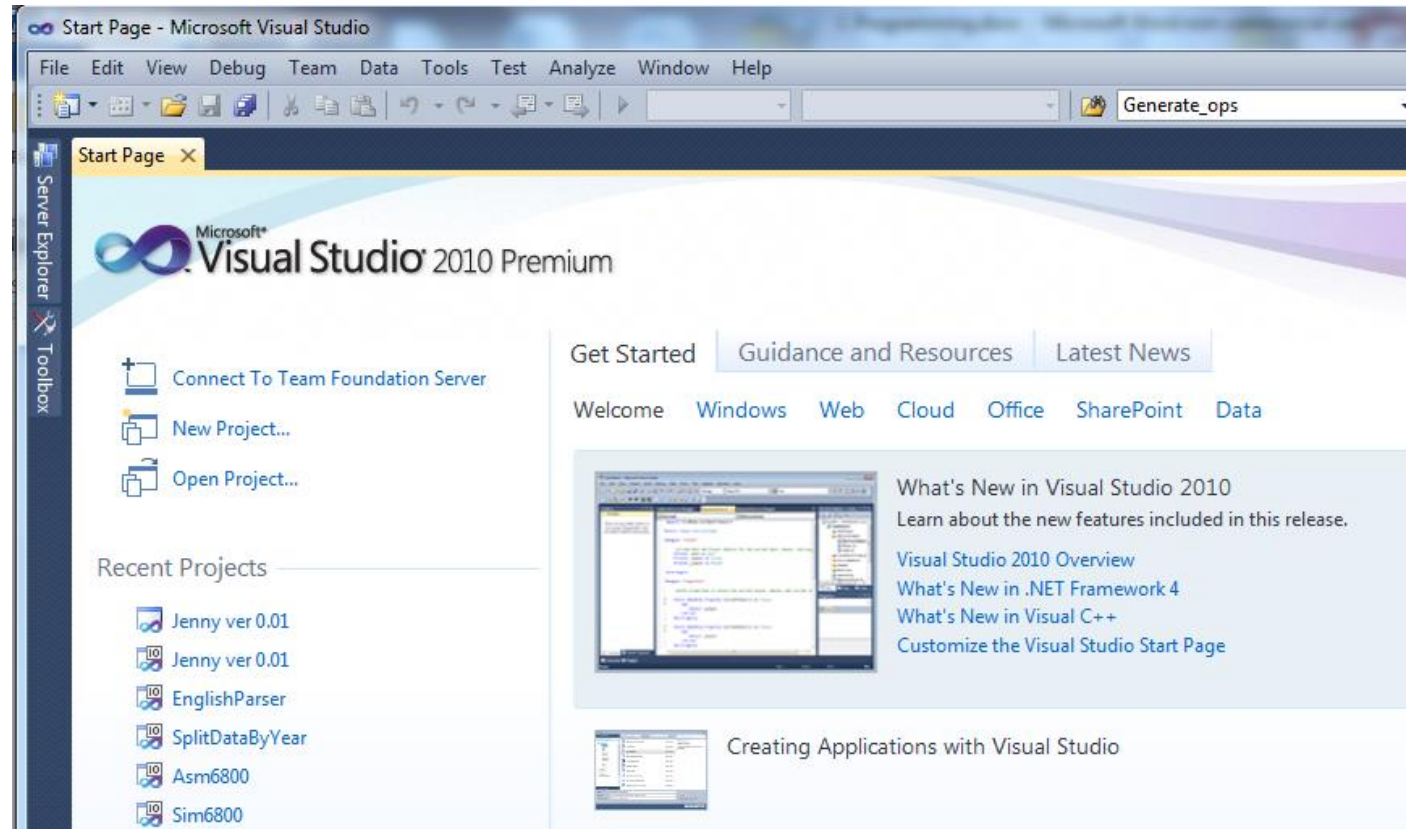 Start Page - Microsoft Visual Studio
File Edit View Debug Team Data Tools Test Analyze Window Help
Generate_ops
Start Page
Server Explorer
Toolbox
Microsoft
Visual Studio 2010 Premium
Connect To Team Foundation Server
New Project...
Open Project...
Recent Projects
Jenny ver 0.01
Jenny ver 0.01
EnglishParser
SplitDataByYear
Asm6800
Sim6800
Get Started Guidance and Resources Latest News
Welcome Windows Web Cloud Office SharePoint Data
What's New in Visual Studio 2010
Learn about the new features included in this release.
Visual Studio 2010 Overview
What's New in .NET Framework 4
What's New in Visual C++
Customize the Visual Studio Start Page
Creating Applications with Visual Studio